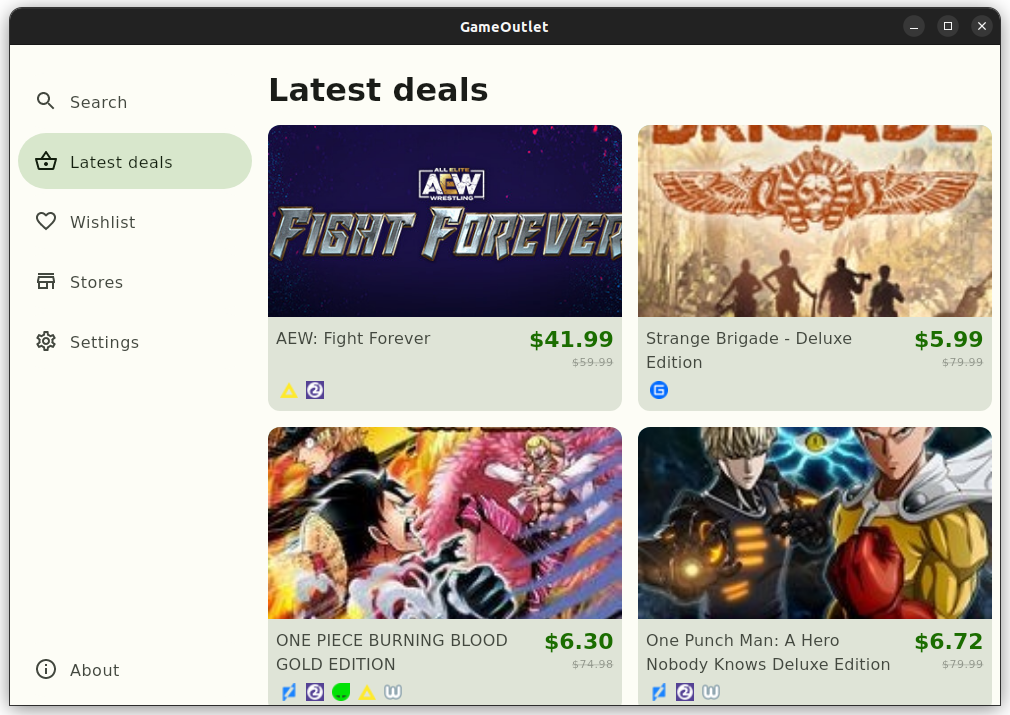 GameOutlet
Search
Latest deals
Wishlist
Stores
Settings
About
Latest deals
ALL ELITE
AEW
WRESTLING
FIGHT FOREVER
AEW: Fight Forever
$41.99
$59.99
BRIGADE
Strange Brigade - Deluxe
Edition
$5.99
$79.99
ONE PIECE BURNING BLOOD
GOLD EDITION
$6.30
$74.98
One Punch Man: A Hero
Nobody Knows Deluxe Edition
$6.72
$79.99